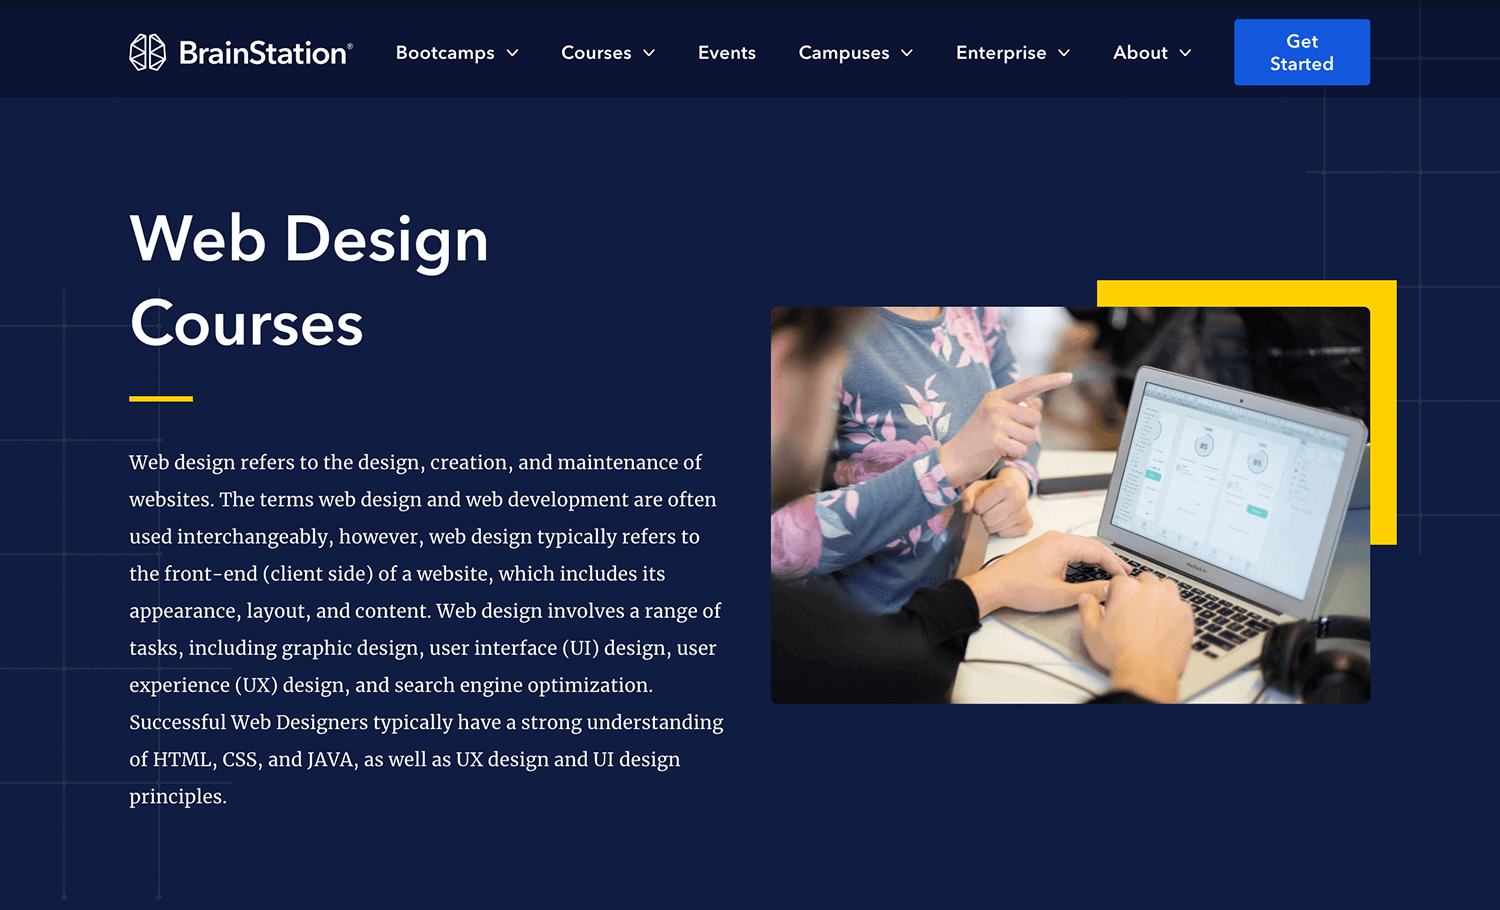 BrainStation®
Bootcamps
Courses
Events
Campuses
Enterprise
About
Get
Started
Web Design
Courses
Web design refers to the design, creation, and maintenance of
websites. The terms web design and web development are often
used interchangeably, however, web design typically refers to
the front-end (client side) of a website, which includes its
appearance, layout, and content. Web design involves a range of
tasks, including graphic design, user interface (UI) design, user
experience (UX) design, and search engine optimization.
Successful Web Designers typically have a strong understanding
of HTML, CSS, and JAVA, as well as UX design and UI design
principles.
85
85
MacBook Air